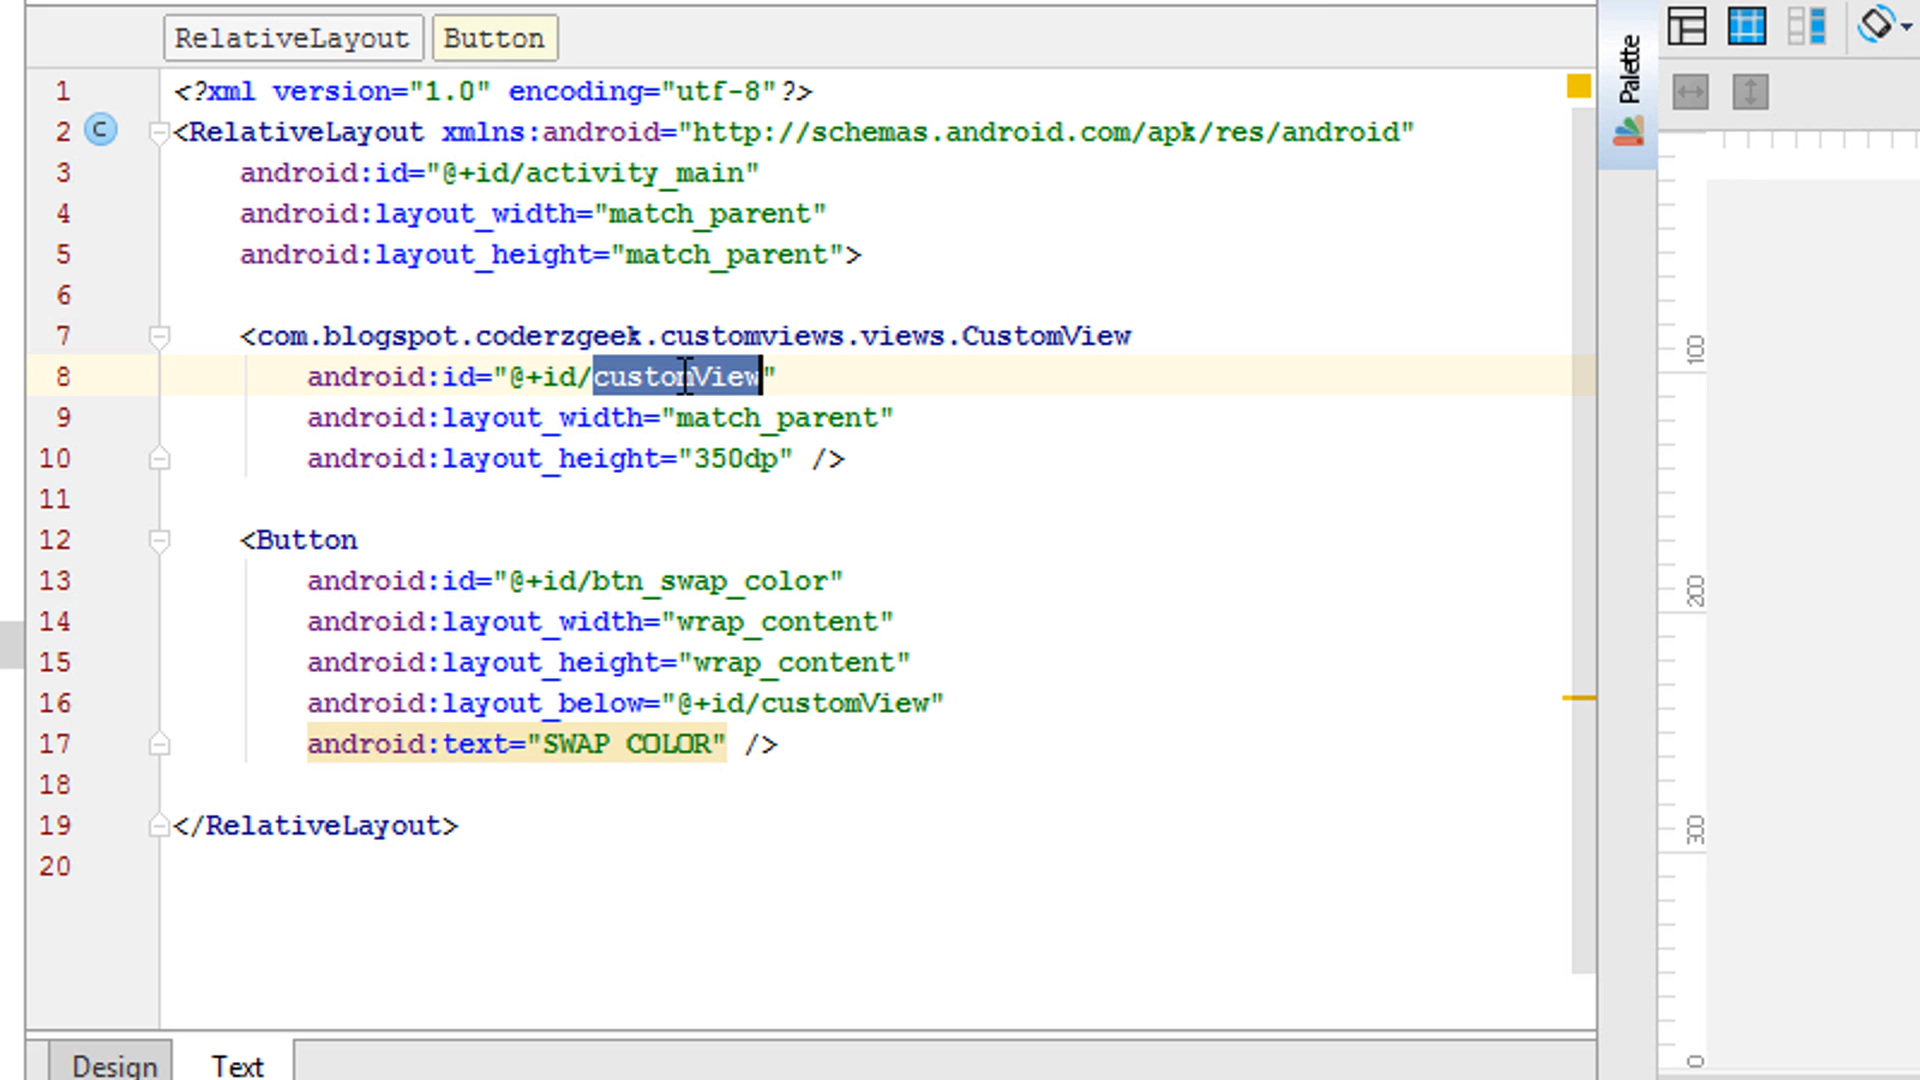 RelativeLayout Button
1 <?xml version="1.0" encoding="utf-8"?>
2 C <RelativeLayout xmlns:android="http://schemas.android.com/apk/res/android"
3 android:id="@+id/activity_main"
4 android:layout_width="match_parent"
5 android:layout_height="match_parent">
6
7 <com.blogspot.coderzgeek.customviews.views.CustomView
8 android:id="@+id/customView"
9 android:layout_width="match_parent"
10 android:layout_height="350dp" />
11
12 <Button
13 android:id="@+id/btn_swap_color"
14 android:layout_width="wrap_content"
15 android:layout_height="wrap_content"
16 android:layout_below="@+id/customView"
17 android:text="SWAP COLOR" />
18
19 </RelativeLayout>
20
Design Text
Palette
100
200
300
0